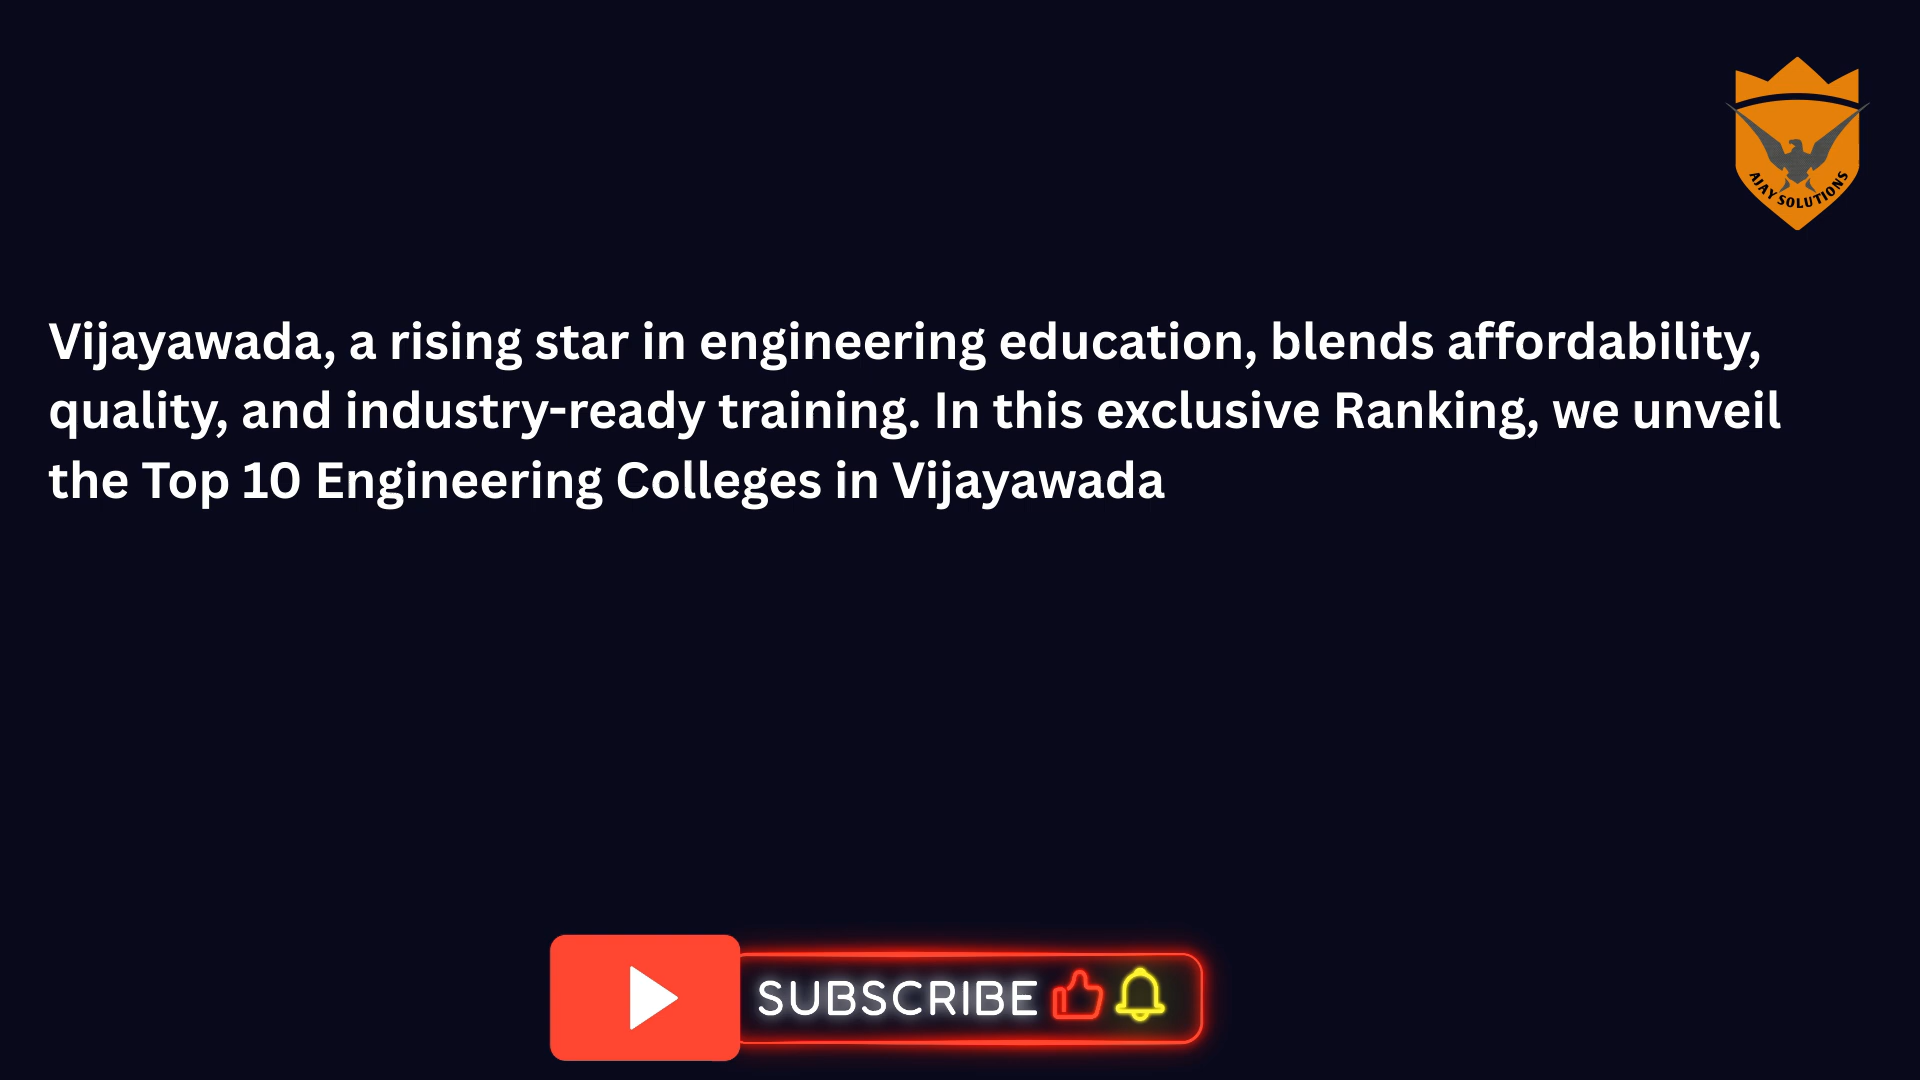 AJAY SOLUTIONS
Vijayawada, a rising star in engineering education, blends affordability,
quality, and industry-ready training. In this exclusive Ranking, we unveil
the Top 10 Engineering Colleges in Vijayawada
SUBSCRIBE